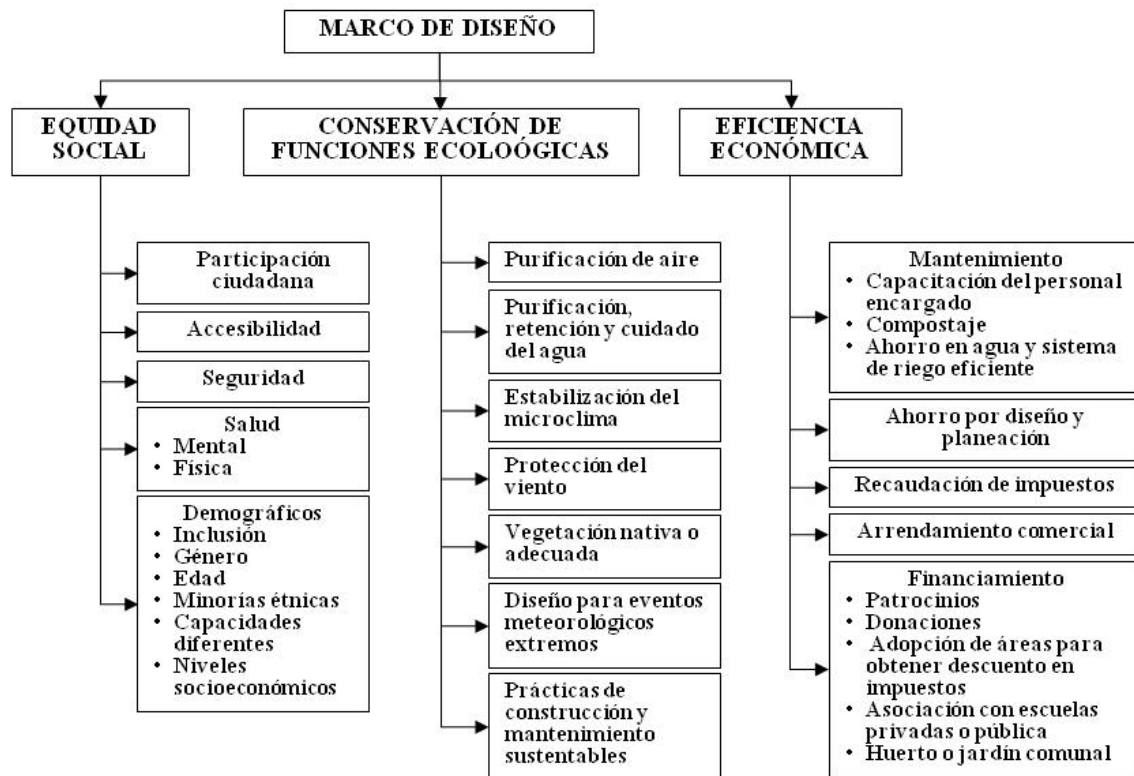 MARCO DE DISEÑO
EQUIDAD
SOCIAL
CONSERVACIÓN DE
FUNCIONES ECOLOÓGICAS
EFICIENCIA
ECONÓMICA
Participación
ciudadana
Accesibilidad
Seguridad
Salud
• Mental
• Física
Demográficos
• Inclusión
• Género
• Edad
• Minorías étnicas
• Capacidades
diferentes
• Niveles
socioeconómicos
Purificación de aire
Purificación,
retención y cuidado
del agua
Estabilización del
microclima
Protección del
viento
Vegetación nativa o
adecuada
Diseño para eventos
meteorológicos
extremos
Prácticas de
construcción y
mantenimiento
sustentables
Mantenimiento
• Capacitación del personal
encargado
• Compostaje
• Ahorro en agua y sistema
de riego eficiente
Ahorro por diseño y
planeación
Recaudación de impuestos
Arrendamiento comercial
Financiamiento
• Patrocinios
• Donaciones
• Adopción de áreas para
obtener descuento en
impuestos
• Asociación con escuelas
privadas o pública
• Huerto o jardín comunal